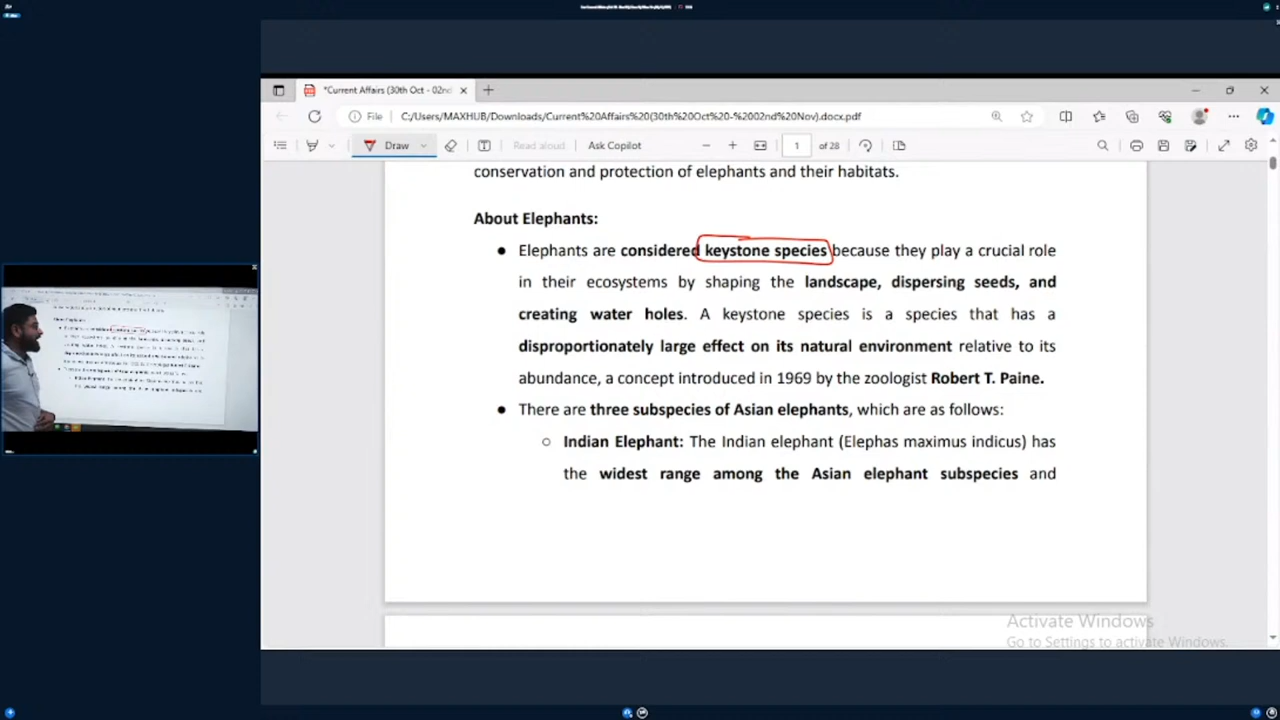 *Current Affairs (30th Oct - 02nd
File
C:/Users/MAXHUB/Downloads/Current%20Affairs%20(30th%20Oct%20-%2002nd%20Nov).docx.pdf
Draw
Read aloud
Ask Copilot
1 of 28
conservation and protection of elephants and their habitats.
About Elephants:
● Elephants are considered keystone species because they play a crucial role
in their ecosystems by shaping the landscape, dispersing seeds, and
creating water holes. A keystone species is a species that has a
disproportionately large effect on its natural environment relative to its
abundance, a concept introduced in 1969 by the zoologist Robert T. Paine.
● There are three subspecies of Asian elephants, which are as follows:
○ Indian Elephant: The Indian elephant (Elephas maximus indicus) has
the widest range among the Asian elephant subspecies and
Activate Windows
Go to Settings to activate Windows.